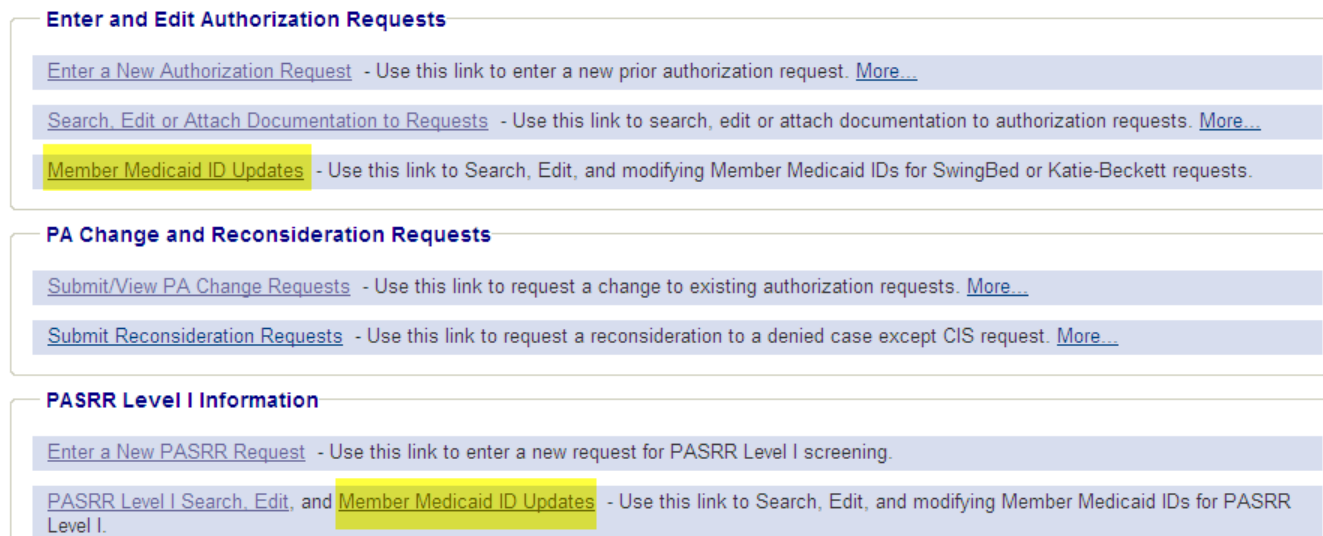 Enter and Edit Authorization Requests
Enter a New Authorization Request - Use this link to enter a new prior authorization request. More...
Search, Edit or Attach Documentation to Requests - Use this link to search, edit or attach documentation to authorization requests. More...
Member Medicaid ID Updates - Use this link to Search, Edit, and modifying Member Medicaid IDs for SwingBed or Katie-Beckett requests.
PA Change and Reconsideration Requests
Submit/View PA Change Requests - Use this link to request a change to existing authorization requests. More...
Submit Reconsideration Requests - Use this link to request a reconsideration to a denied case except CIS request. More...
PASRR Level I Information
Enter a New PASRR Request - Use this link to enter a new request for PASRR Level I screening.
PASRR Level I Search, Edit, and Member Medicaid ID Updates - Use this link to Search, Edit, and modifying Member Medicaid IDs for PASRR
Level I.